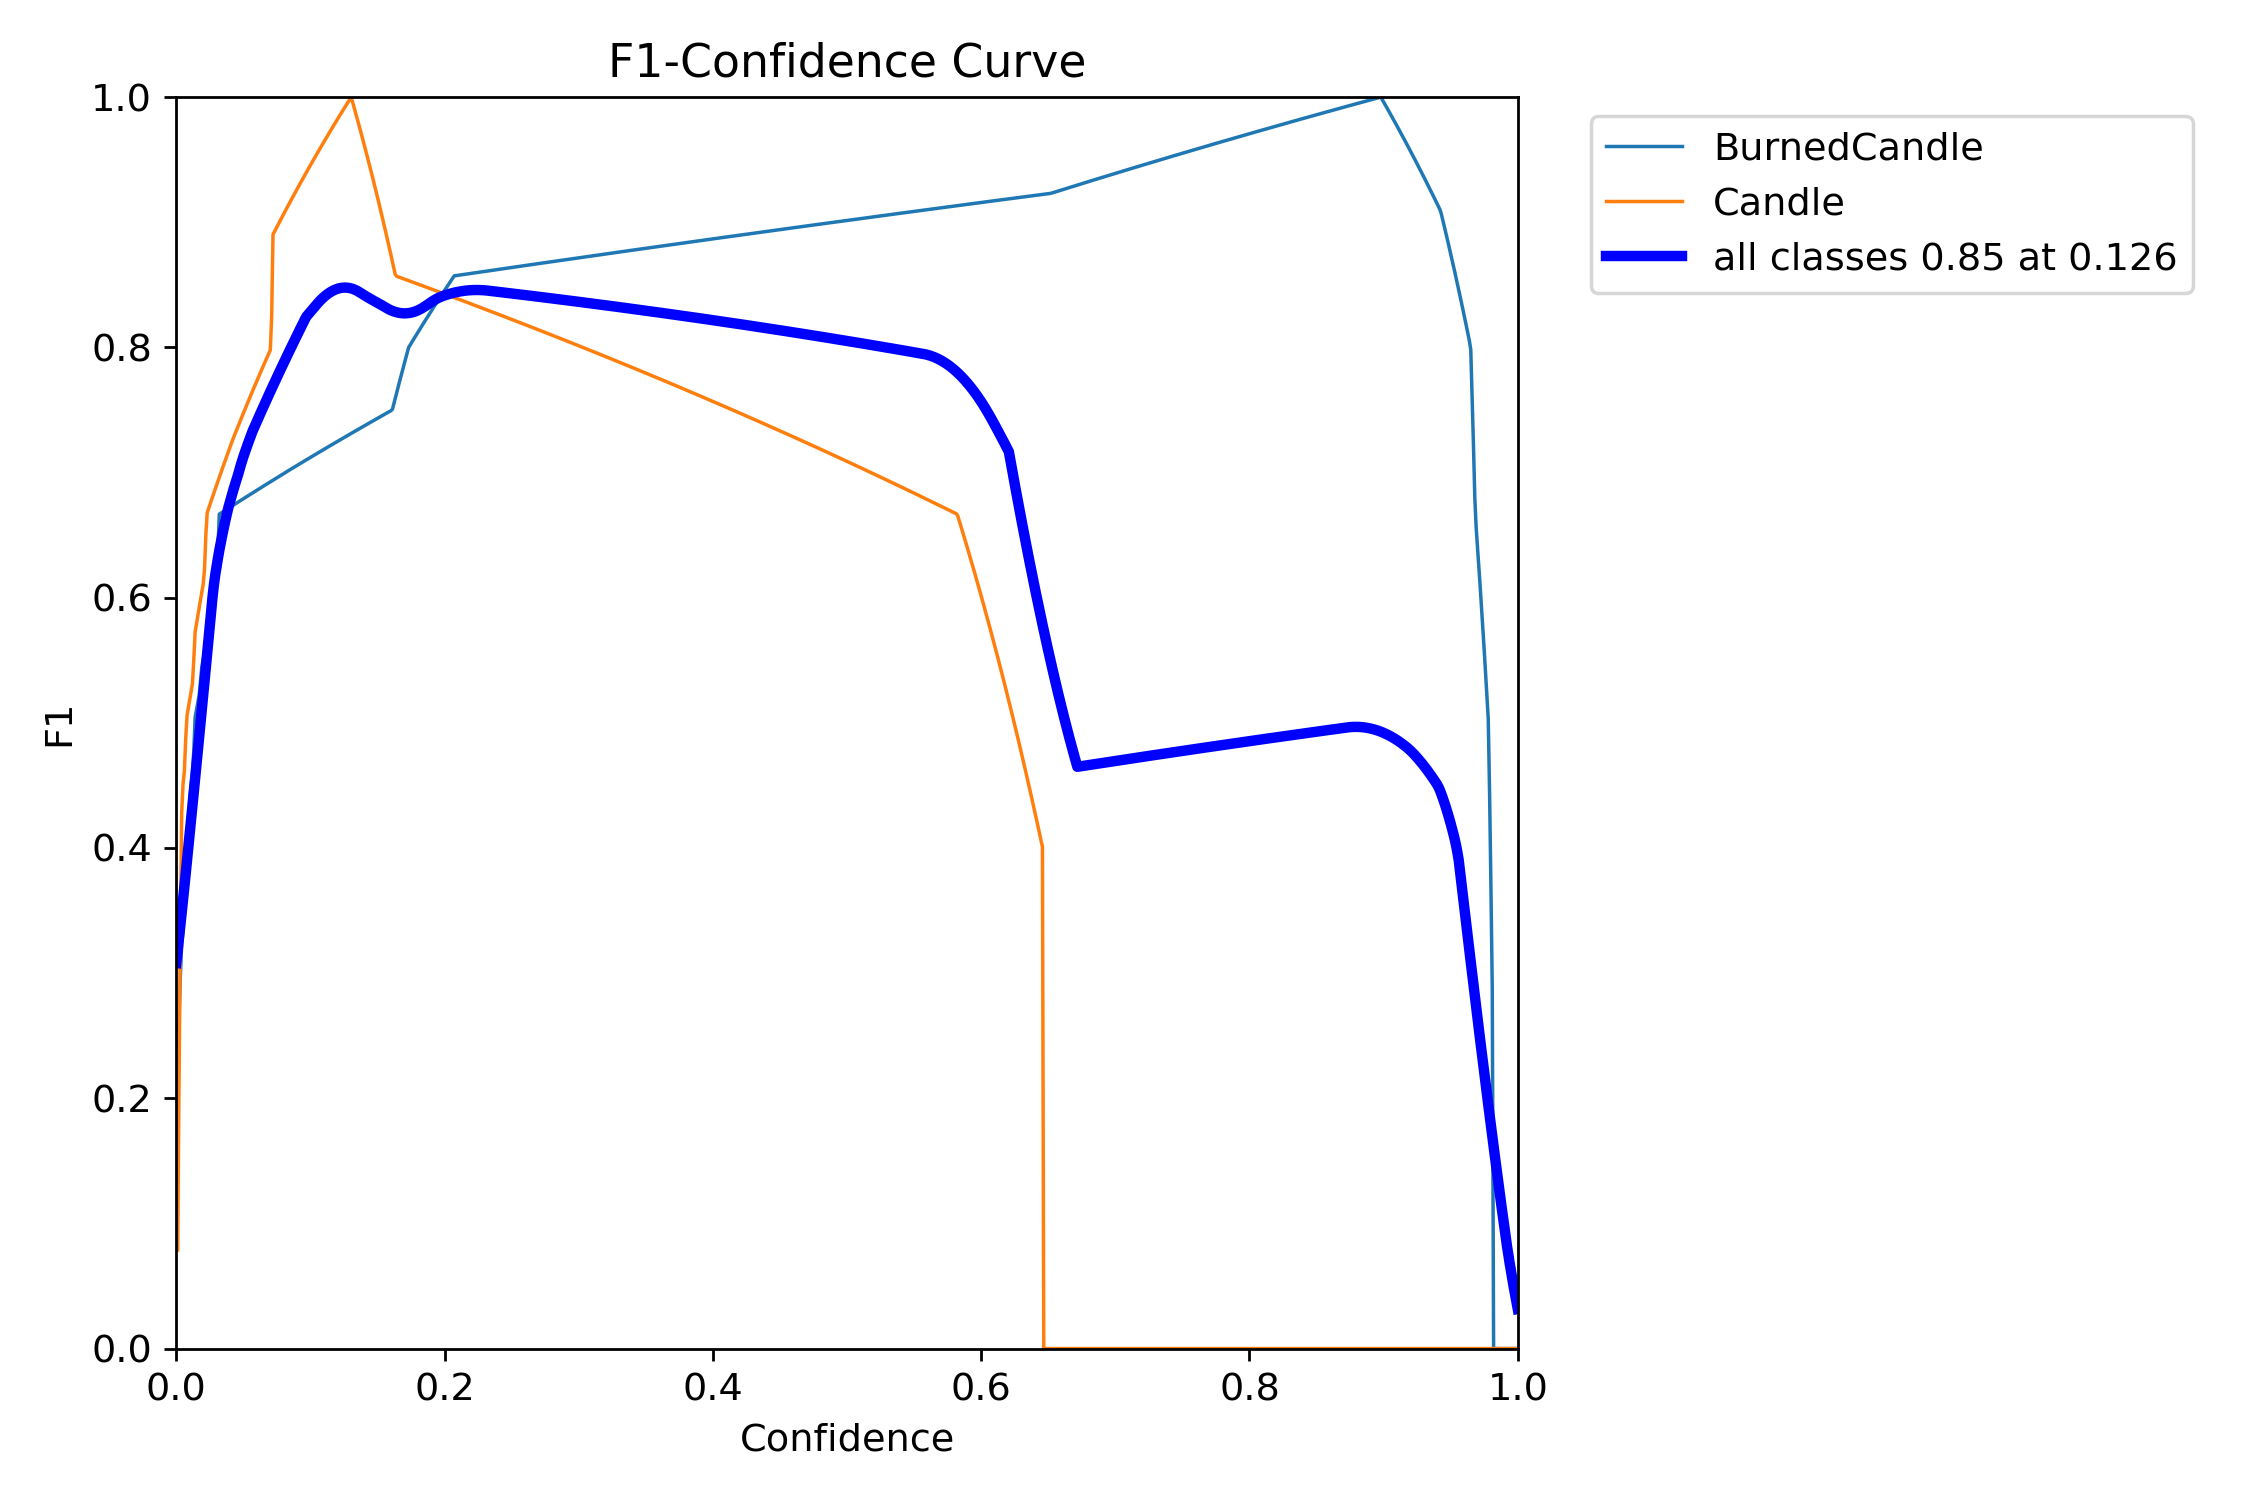 F1-Confidence Curve
BurnedCandle
Candle
all classes 0.85 at 0.126
F1
1.0
0.8
0.6
0.4
0.2
0.0
0.0 0.2 0.4 0.6 0.8 1.0
Confidence